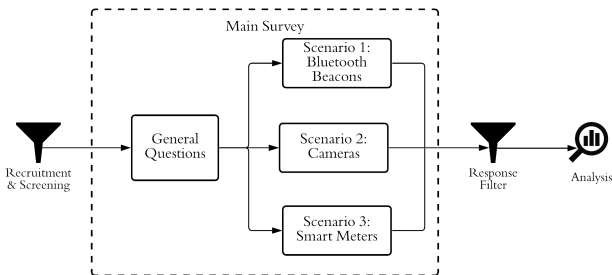 Main Survey
Recruitment
& Screening
General
Questions
Scenario 1:
Bluetooth
Beacons
Scenario 2:
Cameras
Scenario 3:
Smart Meters
Response
Filter
Analysis